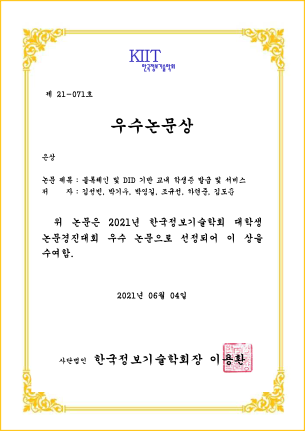 KIIT
한국정보기술학회
제 21-071호
우수논문상
은상
논문 제목 : 블록체인 및 DID 기반 교내 학생증 발급 및 서비스
저 자 : 김성빈, 박기우, 박영길, 조규선, 차현준, 김도윤
위 논문은 2021년 한국정보기술학회 대학생
논문경진대회 우수 논문으로 선정되어 이 상을
수여함.
2021년 06월 04일
사단법인 한국정보기술학회장 이용환